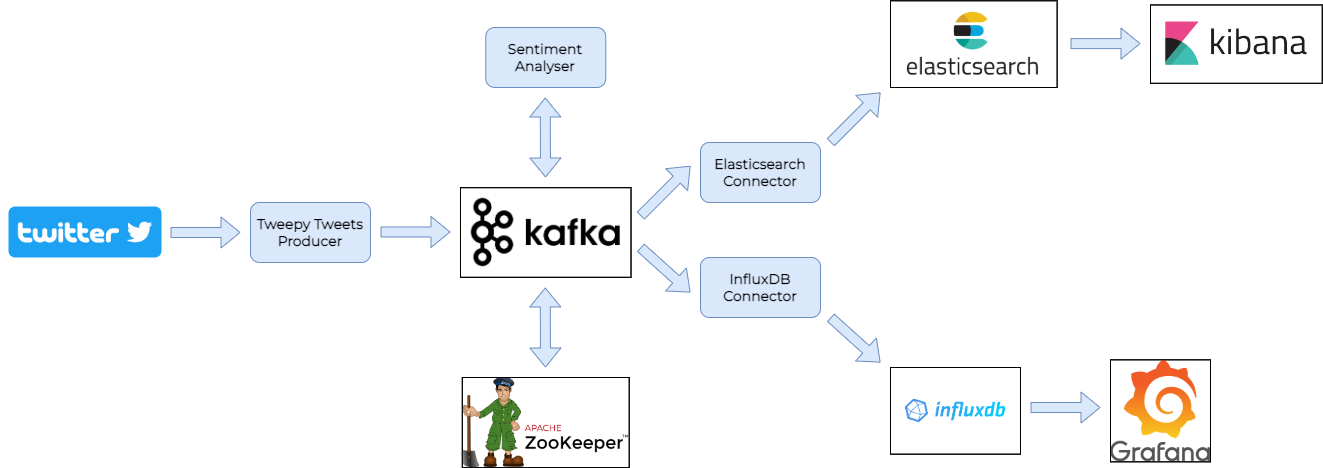 Sentiment
Analyser
elasticsearch
kibana
Elasticsearch
Connector
twitter
Tweepy Tweets
Producer
kafka
InfluxDB
Connector
APACHE
ZooKeeper™
influxdb
Grafana